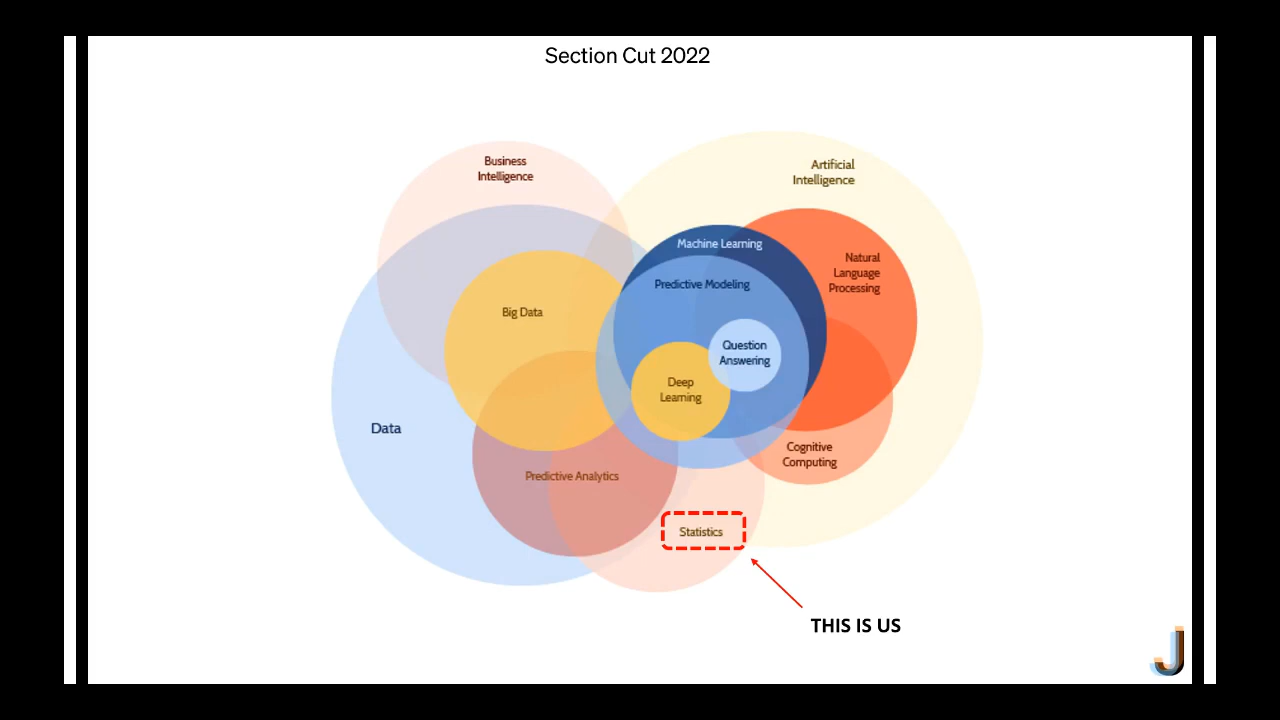 Section Cut 2022
Business
Intelligence
Artificial
Intelligence
Machine Learning
Natural
Language
Processing
Predictive Modeling
Big Data
Question
Answering
Deep
Learning
Data
Cognitive
Computing
Predictive Analytics
Statistics
THIS IS US
J